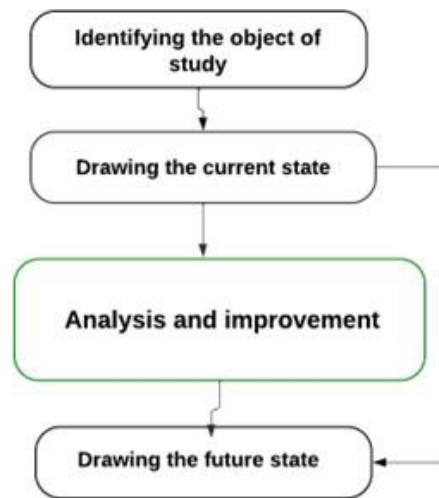 Identifying the object of
study
Drawing the current state
Analysis and improvement
Drawing the future state